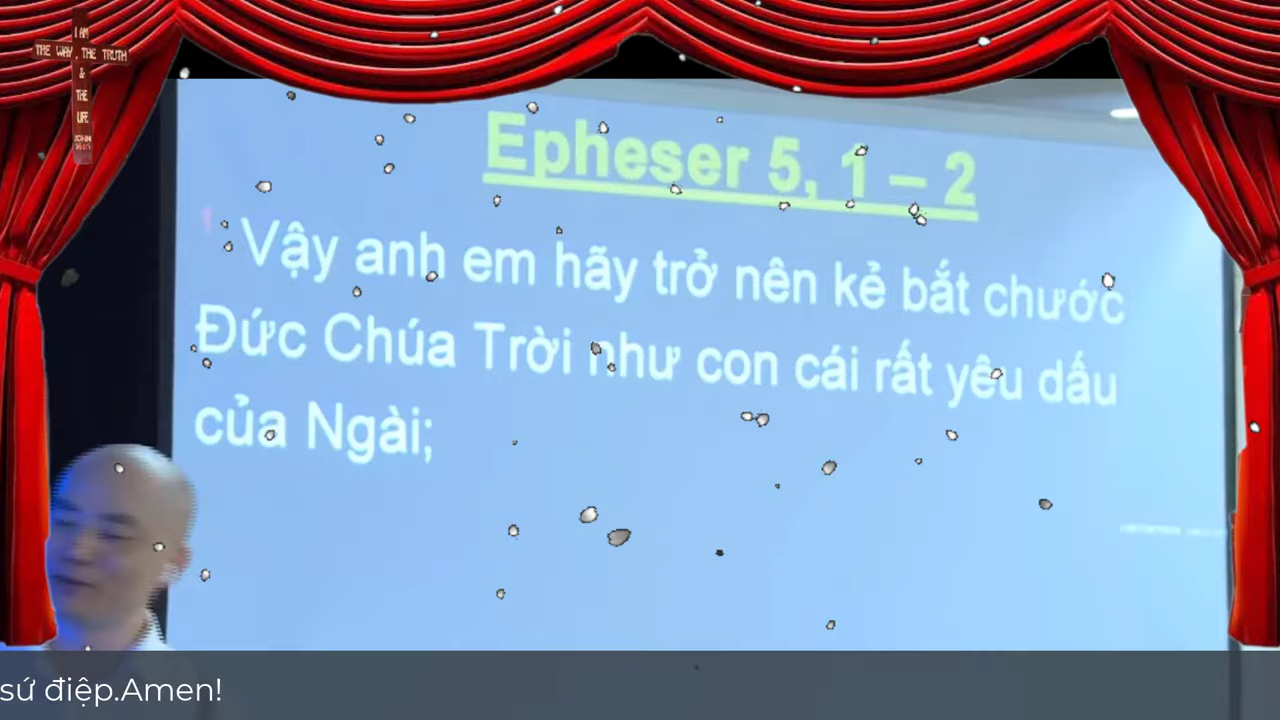 I AM
THE WAY, THE TRUTH
&
THE
LIFE
JOHN
Epheser 5, 1 – 2
Vậy anh em hãy trở nên kẻ bắt chước
Đức Chúa Trời như con cái rất yêu dấu
của Ngài;
sứ điệp.Amen!